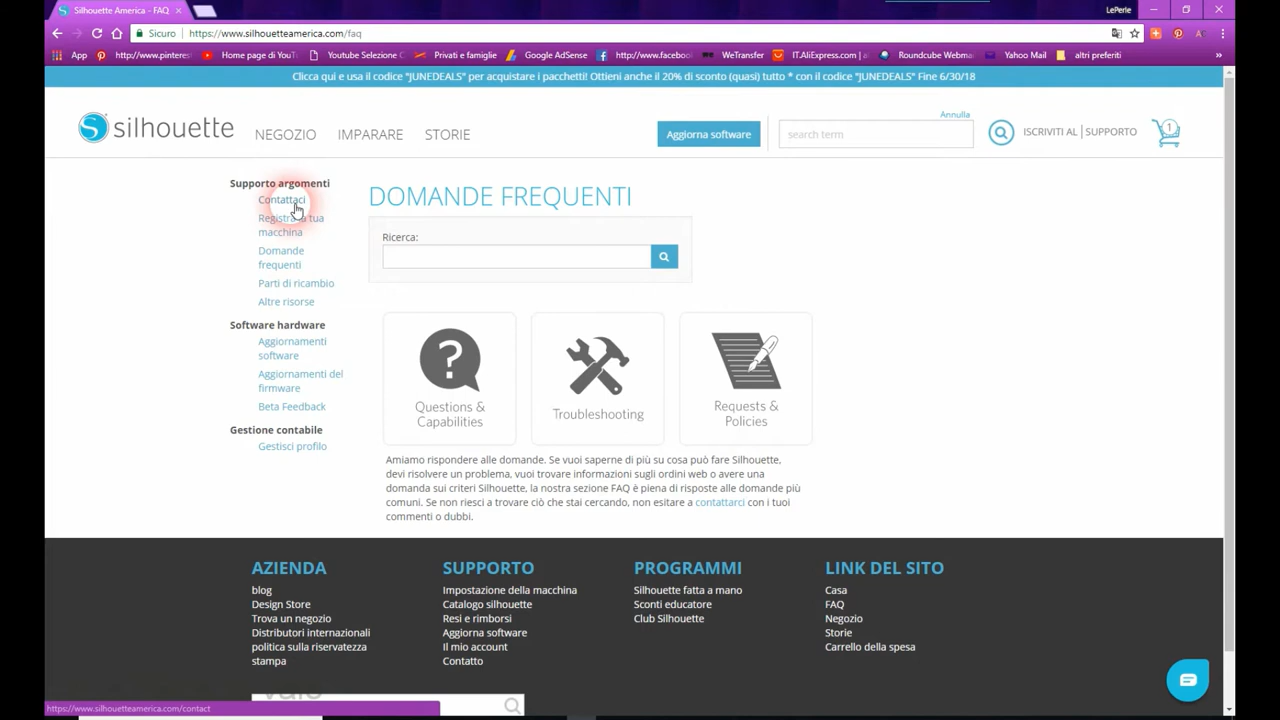 Silhouette America - FAQ
LePerle
Sicuro
https://www.silhouetteamerica.com/faq
App
http://www.pinteres
Home page di YouT
Youtube Selezione C
Privati e famiglie
Google AdSense
http://www.faceboo
WeTransfer
IT.AliExpress.com | a
Roundcube Webma
Yahoo Mail
altri preferiti
Clicca qui e usa il codice "JUNEDEALS" per acquistare i pacchetti! Ottieni anche il 20% di sconto (quasi) tutto * con il codice "JUNEDEALS" Fine 6/30/18
silhouette
NEGOZIO
IMPARARE
STORIE
Aggiorna software
Annulla
search term
ISCRIVITI AL | SUPPORTO
1
Supporto argomenti
Contattaci
Registra la tua
macchina
Domande
frequenti
Parti di ricambio
Altre risorse
Software hardware
Aggiornamenti
software
Aggiornamenti del
firmware
Beta Feedback
Gestione contabile
Gestisci profilo
DOMANDE FREQUENTI
Ricerca:
Questions &
Capabilities
Troubleshooting
Requests &
Policies
Amiamo rispondere alle domande. Se vuoi saperne di più su cosa può fare Silhouette,
devi risolvere un problema, vuoi trovare informazioni sugli ordini web o avere una
domanda sui criteri Silhouette, la nostra sezione FAQ è piena di risposte alle domande più
comuni. Se non riesci a trovare ciò che stai cercando, non esitare a contattarci con i tuoi
commenti o dubbi.
AZIENDA
blog
Design Store
Trova un negozio
Distributori internazionali
politica sulla riservatezza
stampa
SUPPORTO
Impostazione della macchina
Catalogo silhouette
Resi e rimborsi
Aggiorna software
Il mio account
Contatto
PROGRAMMI
Silhouette fatta a mano
Sconti educatore
Club Silhouette
LINK DEL SITO
Casa
FAQ
Negozio
Storie
Carrello della spesa
https://www.silhouetteamerica.com/contact